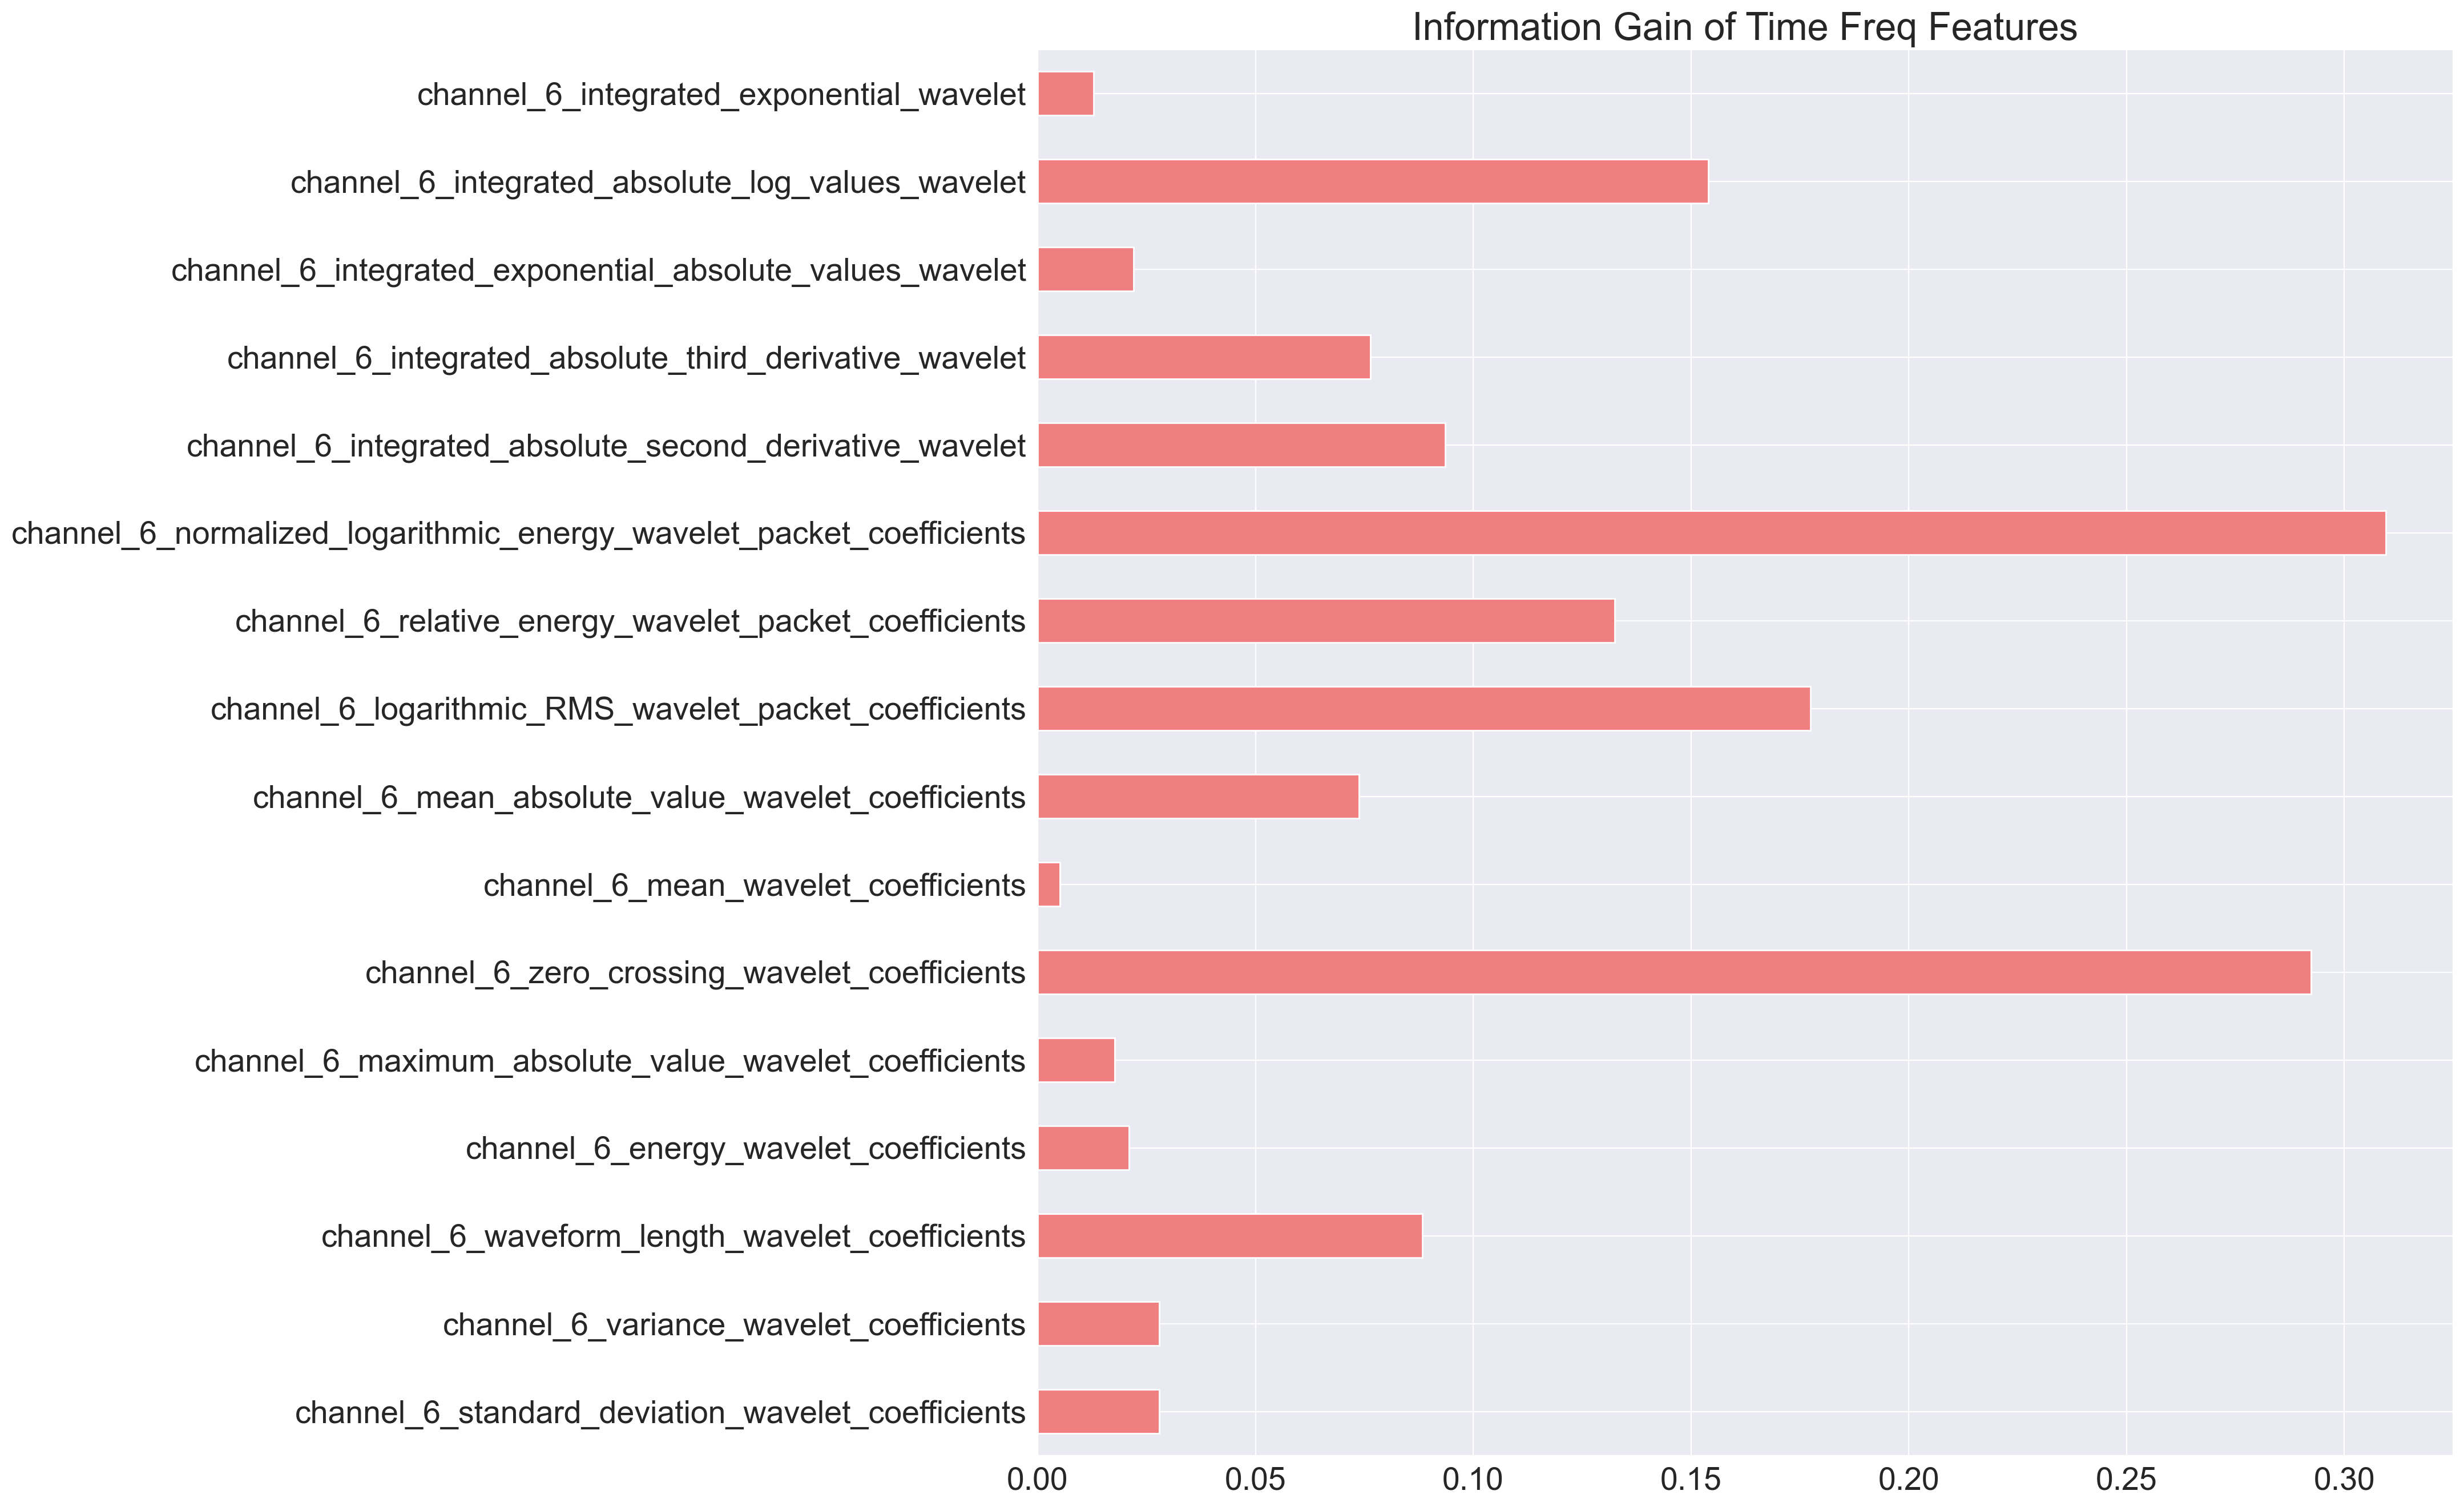 Information Gain of Time Freq Features
channel_6_integrated_exponential_wavelet
channel_6_integrated_absolute_log_values_wavelet
channel_6_integrated_exponential_absolute_values_wavelet
channel_6_integrated_absolute_third_derivative_wavelet
channel_6_integrated_absolute_second_derivative_wavelet
channel_6_normalized_logarithmic_energy_wavelet_packet_coefficients
channel_6_relative_energy_wavelet_packet_coefficients
channel_6_logarithmic_RMS_wavelet_packet_coefficients
channel_6_mean_absolute_value_wavelet_coefficients
channel_6_mean_wavelet_coefficients
channel_6_zero_crossing_wavelet_coefficients
channel_6_maximum_absolute_value_wavelet_coefficients
channel_6_energy_wavelet_coefficients
channel_6_waveform_length_wavelet_coefficients
channel_6_variance_wavelet_coefficients
channel_6_standard_deviation_wavelet_coefficients
0.00 0.05 0.10 0.15 0.20 0.25 0.30